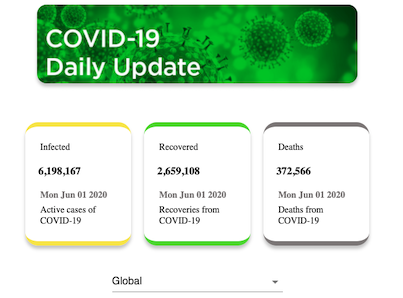 COVID-19
Daily Update
Infected
6,198,167
Mon Jun 01 2020
Active cases of
COVID-19
Recovered
2,659,108
Mon Jun 01 2020
Recoveries from
COVID-19
Deaths
372,566
Mon Jun 01 2020
Deaths from
COVID-19
Global